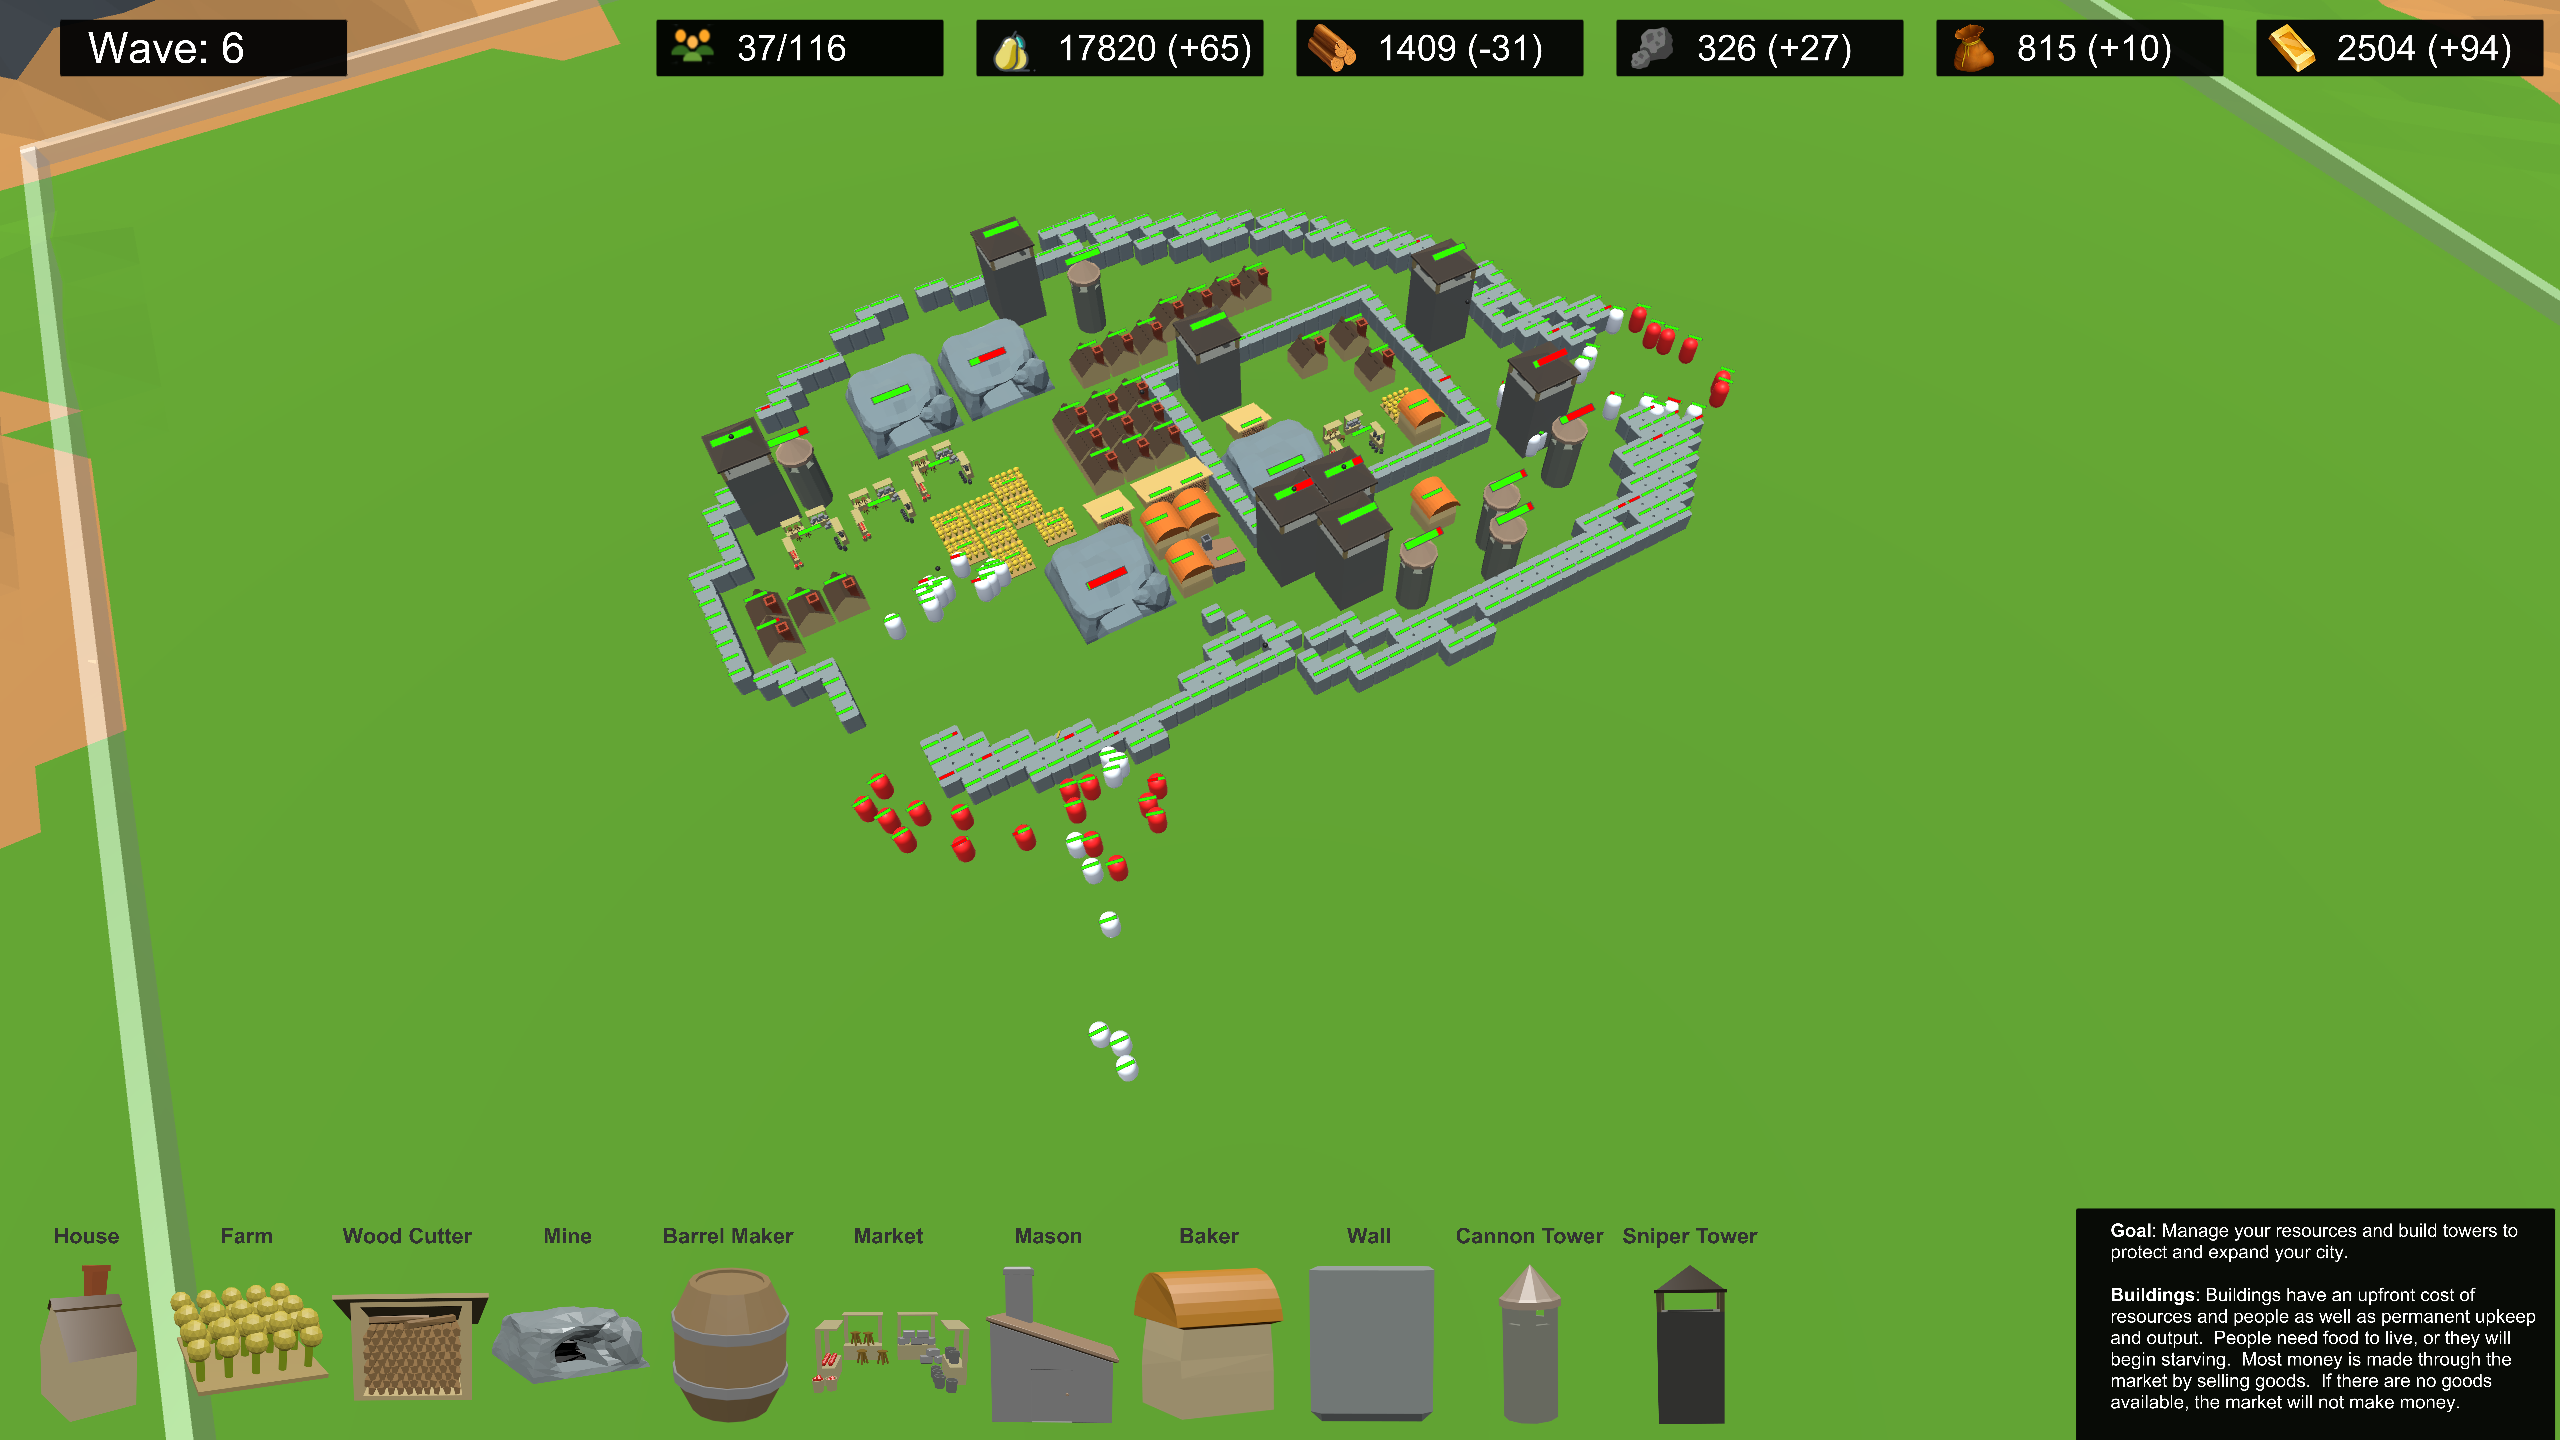 Wave: 6
37/116
17820 (+65)
1409 (-31)
326 (+27)
815 (+10)
2504 (+94)
House
Farm
Wood Cutter
Mine
Barrel Maker
Market
Mason
Baker
Wall
Cannon Tower
Sniper Tower
Goal: Manage your resources and build towers to
protect and expand your city.
Buildings: Buildings have an upfront cost of
resources and people as well as permanent upkeep
and output. People need food to live, or they will
begin starving. Most money is made through the
market by selling goods. If there are no goods
available, the market will not make money.